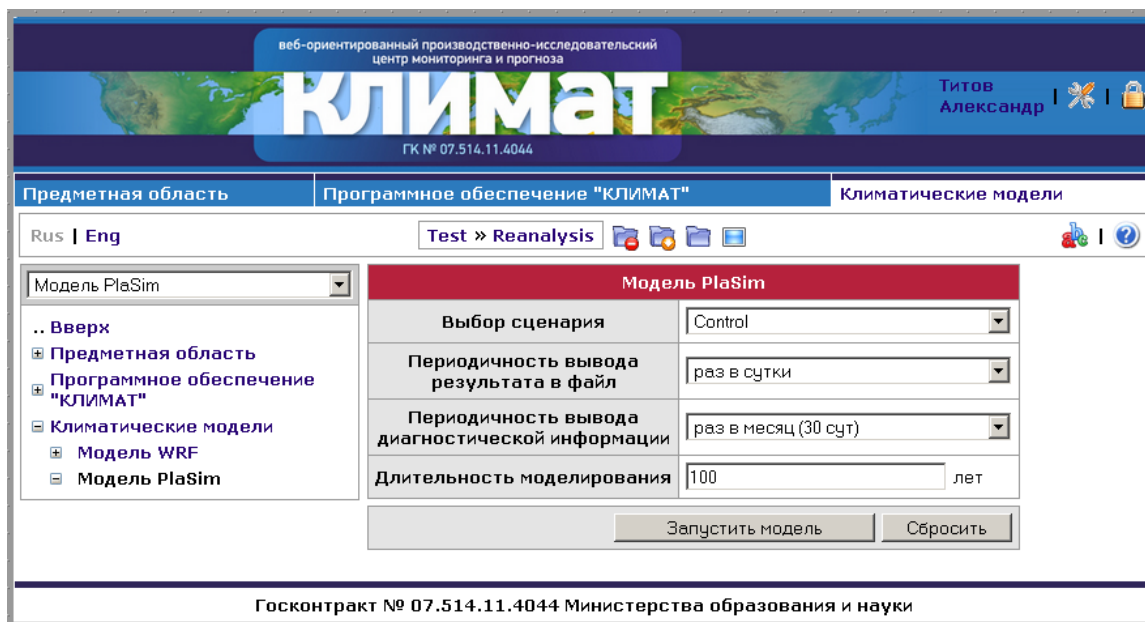 веб-ориентированный производственно-исследовательский
центр мониторинга и прогноза
КЛИМАТ
ГК № 07.514.11.4044
Титов
Александр
Предметная область
Программное обеспечение "КЛИМАТ"
Климатические модели
Rus | Eng
Test » Reanalysis
abc
?
Модель PlaSim
.. Вверх
Предметная область
Программное обеспечение
"КЛИМАТ"
Климатические модели
Модель WRF
Модель PlaSim
Модель PlaSim
Выбор сценария
Control
Периодичность вывода
результата в файл
раз в сутки
Периодичность вывода
диагностической информации
раз в месяц (30 сут)
Длительность моделирования
100
лет
Запустить модель
Сбросить
Госконтракт № 07.514.11.4044 Министерства образования и науки